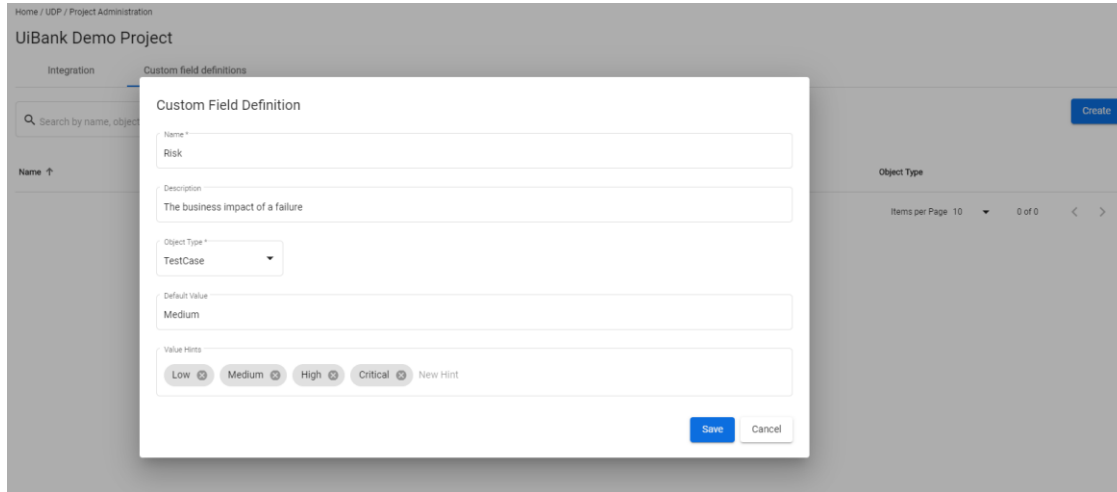 Home / UDP / Project Administration
UiBank Demo Project
Integration Custom field definitions
Search by name, object
Create
Name ↑
Object Type
Items per Page 10 0 of 0
Custom Field Definition
Name *
Risk
Description
The business impact of a failure
Object Type *
TestCase
Default Value
Medium
Value Hints
Low Medium High Critical New Hint
Save Cancel